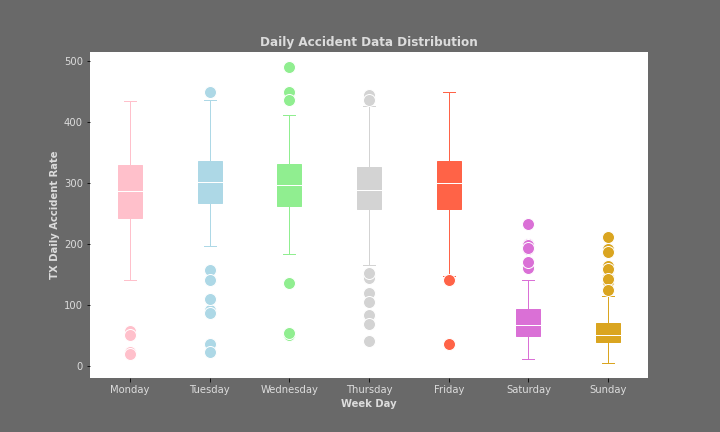 Daily Accident Data Distribution
TX Daily Accident Rate
500
400
300
200
100
0
Monday Tuesday Wednesday Thursday Friday Saturday Sunday
Week Day